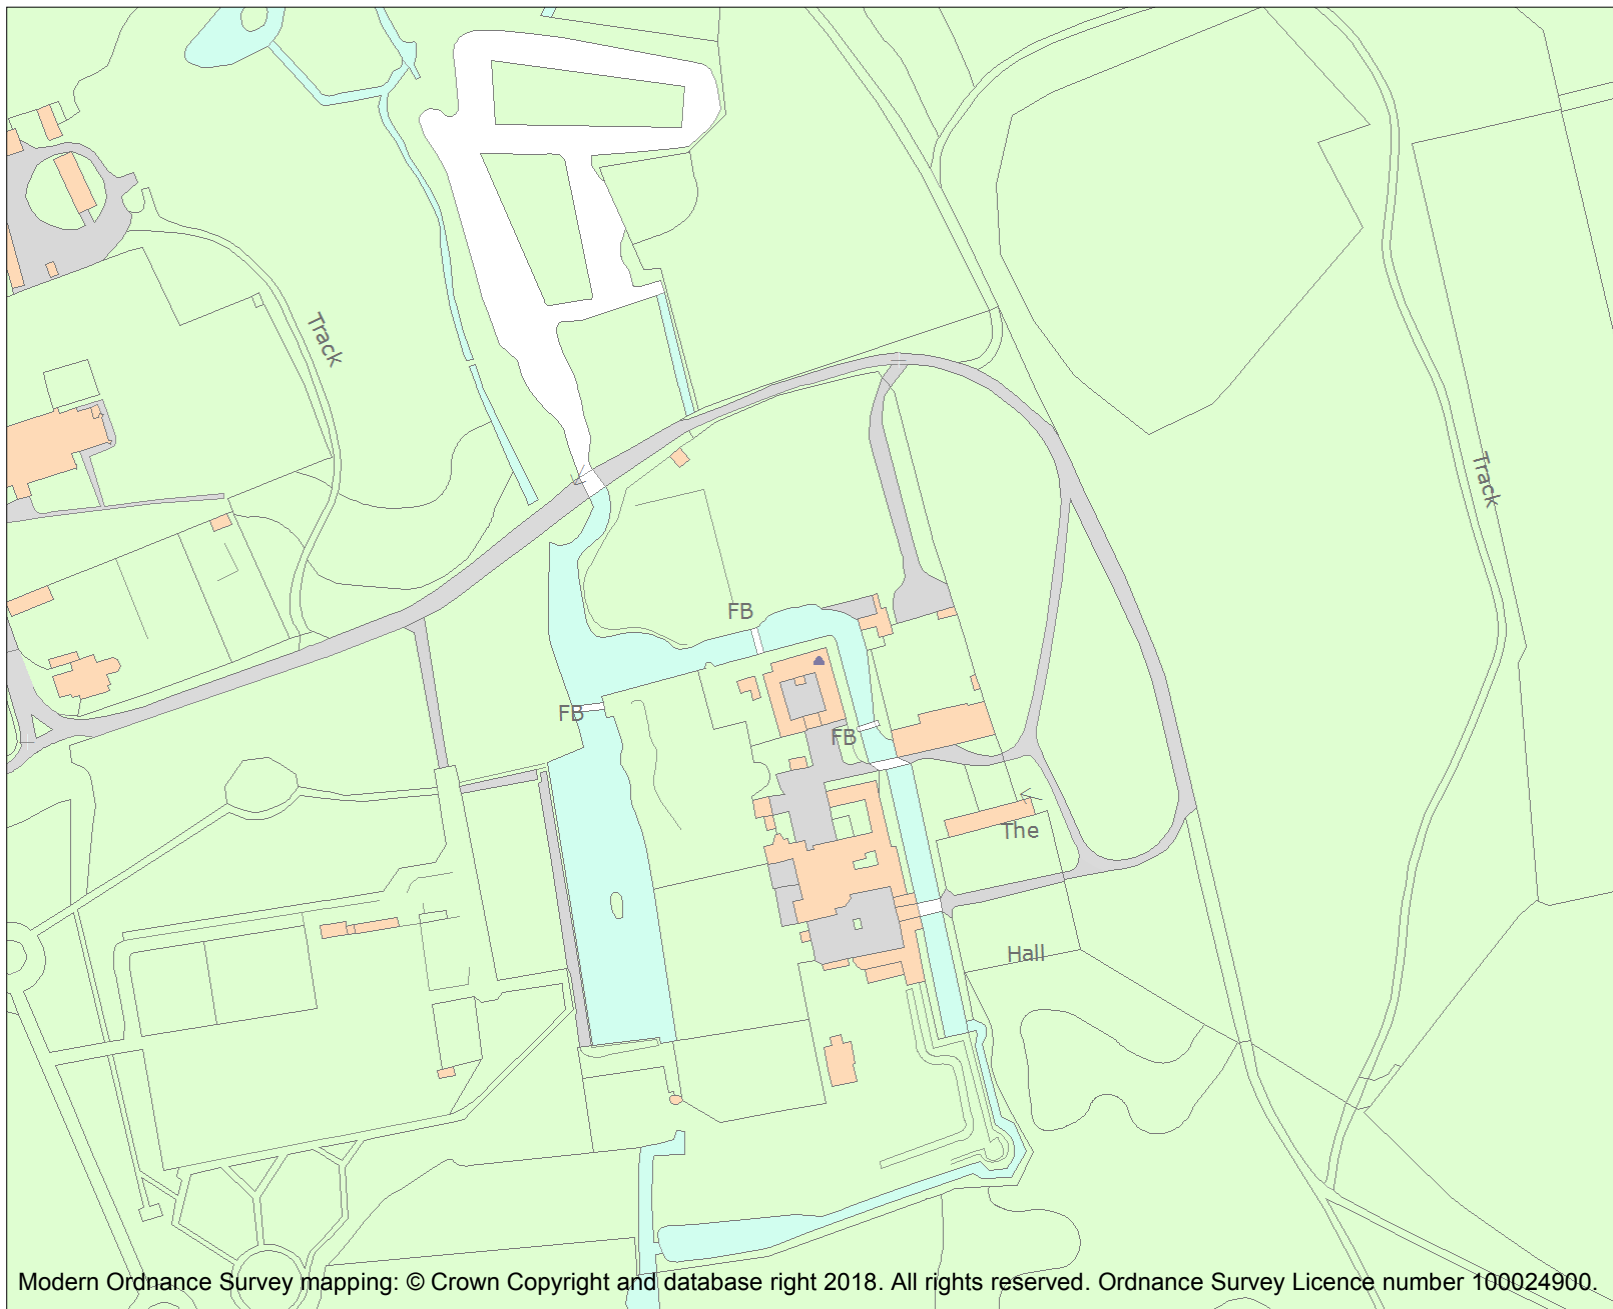 Track
Track
FB
FB
FB
The
Hall
Modern Ordnance Survey mapping: © Crown Copyright and database right 2018. All rights reserved. Ordnance Survey Licence number 100024900.